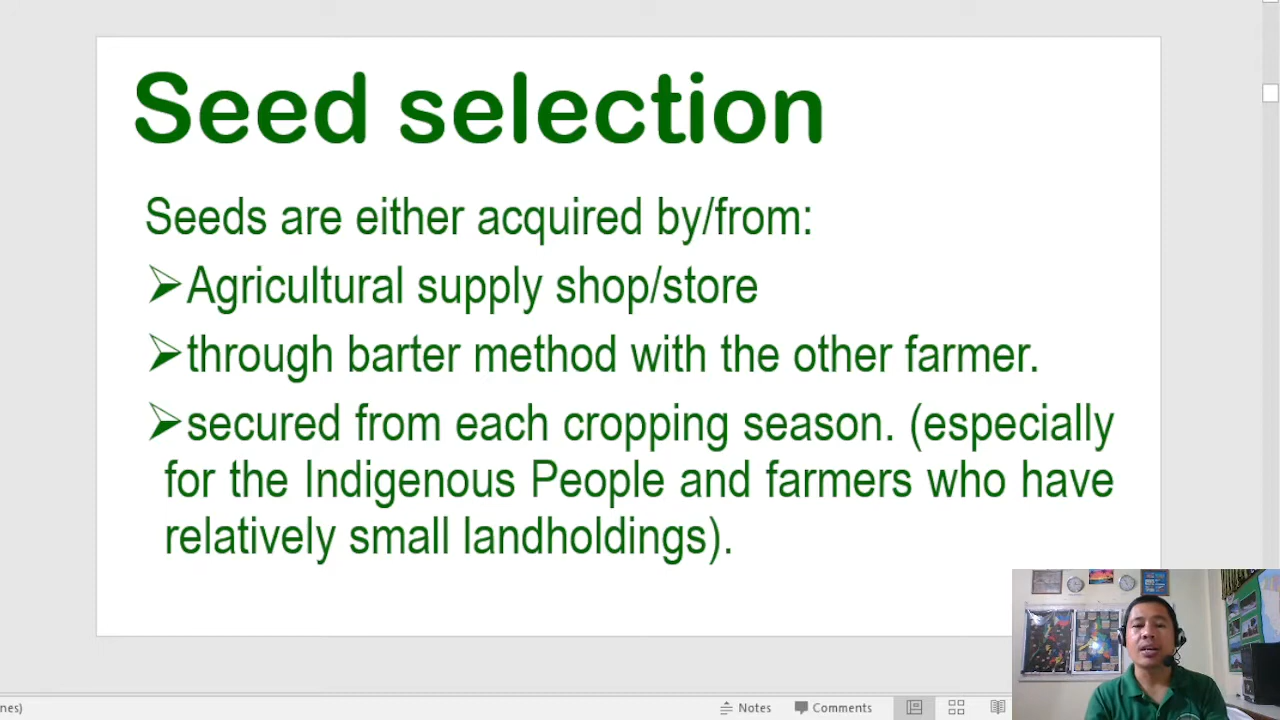 Seed selection
Seeds are either acquired by/from:
➢Agricultural supply shop/store
➢through barter method with the other farmer.
➢secured from each cropping season. (especially
for the Indigenous People and farmers who have
relatively small landholdings).
nes)
Notes
Comments